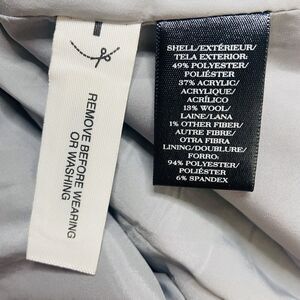 REMOVE BEFORE WEARING
OR WASHING
SHELL/EXTÉRIEUR/
TELA EXTERIOR:
49% POLYESTER/
POLIÉSTER
37% ACRYLIC/
ACRYLIQUE/
ACRÍLICO
13% WOOL/
LAINE/LANA
1% OTHER FIBER/
AUTRE FIBRE/
OTRA FIBRA
LINING/DOUBLURE/
FORRO:
94% POLYESTER/
POLIÉSTER
6% SPANDEX